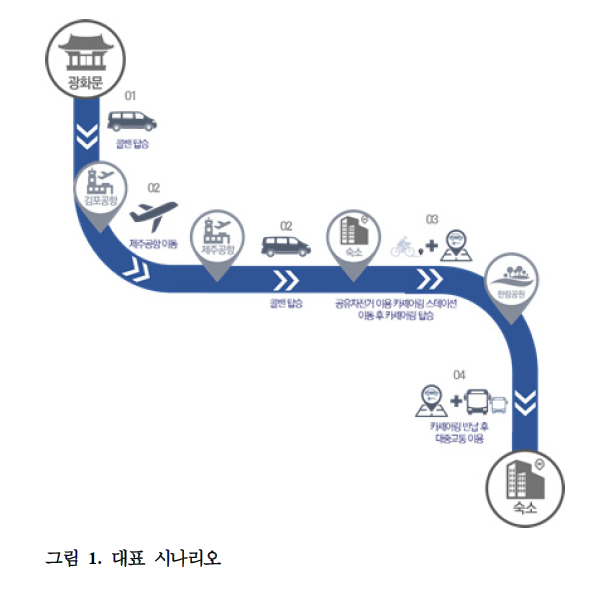 광화문
01
콜밴 탑승
김포공항
02
제주공항 이동
제주공항
02
콜밴 탑승
숙소
03
공유자전거 이용 카셰어링 스테이션
이동 후 카셰어링 탑승
한림공원
04
카셰어링 반납 후
대중교통 이용
숙소
그림 1. 대표 시나리오